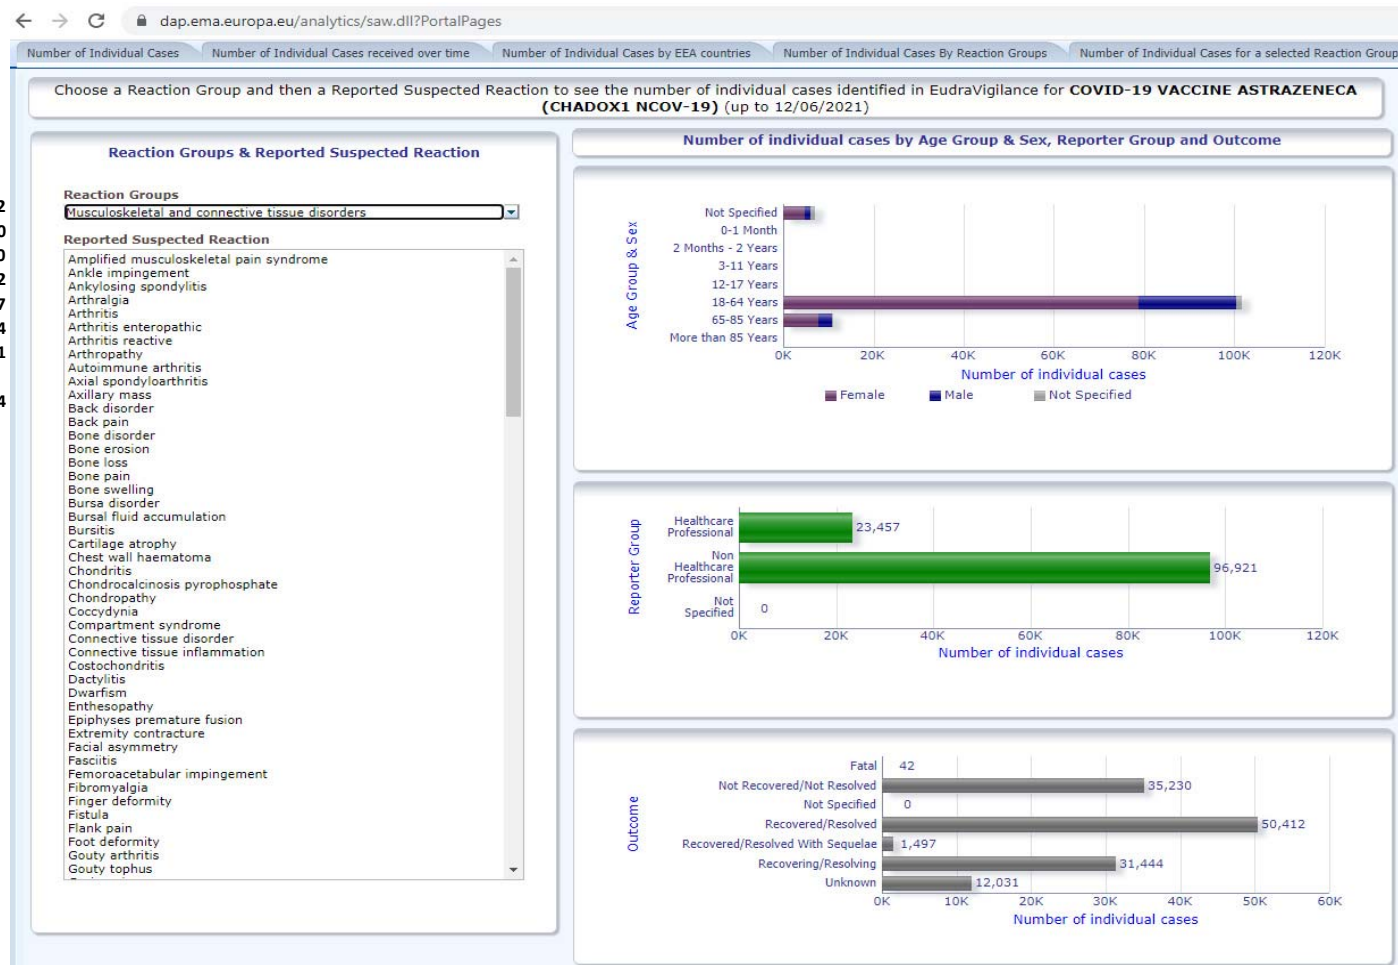 dap.ema.europa.eu/analytics/saw.dll?PortalPages
Number of Individual Cases
Number of Individual Cases received over time
Number of Individual Cases by EEA countries
Number of Individual Cases By Reaction Groups
Number of Individual Cases for a selected Reaction Group
Choose a Reaction Group and then a Reported Suspected Reaction to see the number of individual cases identified in EudraVigilance for COVID-19 VACCINE ASTRAZENECA
(CHADOX1 NCOV-19) (up to 12/06/2021)
Reaction Groups & Reported Suspected Reaction
2
0
0
2
7
4
1
4
Reaction Groups
Musculoskeletal and connective tissue disorders
Reported Suspected Reaction
Amplified musculoskeletal pain syndrome
Ankle impingement
Ankylosing spondylitis
Arthralgia
Arthritis
Arthritis enteropathic
Arthritis reactive
Arthropathy
Autoimmune arthritis
Axial spondyloarthritis
Axillary mass
Back disorder
Back pain
Bone disorder
Bone erosion
Bone loss
Bone pain
Bone swelling
Bursa disorder
Bursal fluid accumulation
Bursitis
Cartilage atrophy
Chest wall haematoma
Chondritis
Chondrocalcinosis pyrophosphate
Chondropathy
Coccydynia
Compartment syndrome
Connective tissue disorder
Connective tissue inflammation
Costochondritis
Dactylitis
Dwarfism
Enthesopathy
Epiphyses premature fusion
Extremity contracture
Facial asymmetry
Fasciitis
Femoroacetabular impingement
Fibromyalgia
Finger deformity
Fistula
Flank pain
Foot deformity
Gouty arthritis
Gouty tophus
Number of individual cases by Age Group & Sex, Reporter Group and Outcome
Age Group & Sex
Not Specified
0-1 Month
2 Months - 2 Years
3-11 Years
12-17 Years
18-64 Years
65-85 Years
More than 85 Years
0K 20K 40K 60K 80K 100K 120K
Number of individual cases
Female Male Not Specified
Reporter Group
Healthcare
Professional
23,457
Non
Healthcare
Professional
96,921
Not
Specified
0
0K 20K 40K 60K 80K 100K 120K
Number of individual cases
Outcome
Fatal 42
Not Recovered/Not Resolved 35,230
Not Specified 0
Recovered/Resolved 50,412
Recovered/Resolved With Sequelae 1,497
Recovering/Resolving 31,444
Unknown 12,031
0K 10K 20K 30K 40K 50K 60K
Number of individual cases